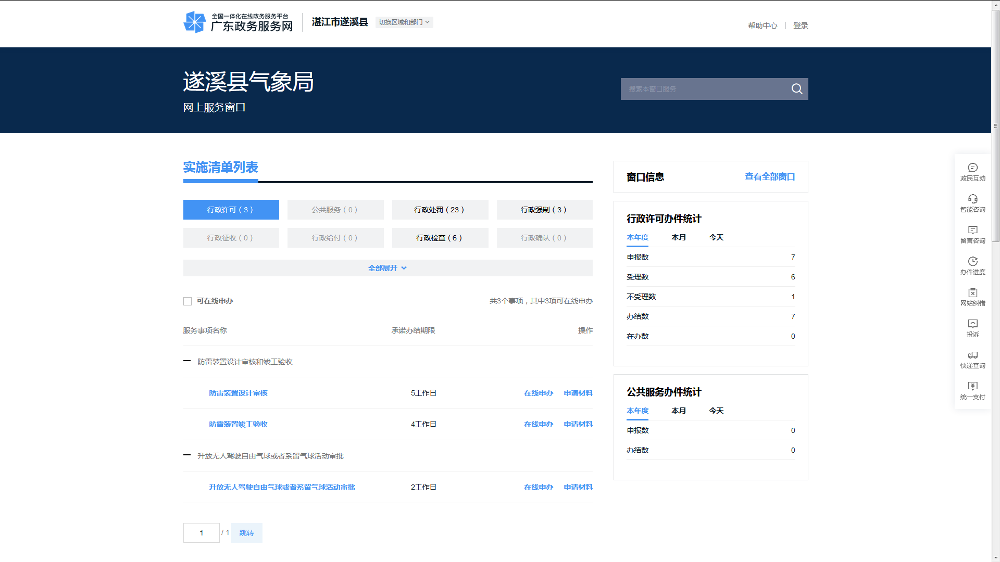 全国一体化在线政务服务平台
广东政务服务网
湛江市遂溪县
切换区域和部门
帮助中心
登录
遂溪县气象局
网上服务窗口
搜索本窗口服务
实施清单列表
行政许可（3）
公共服务（0）
行政处罚（23）
行政强制（3）
行政征收（0）
行政给付（0）
行政检查（6）
行政确认（0）
全部展开
可在线申办
共3个事项，其中3项可在线申办
服务事项名称
承诺办结期限
操作
防雷装置设计审核和竣工验收
防雷装置设计审核
5工作日
在线申办
申请材料
防雷装置竣工验收
4工作日
在线申办
申请材料
升放无人驾驶自由气球或者系留气球活动审批
升放无人驾驶自由气球或者系留气球活动审批
2工作日
在线申办
申请材料
1
/ 1
跳转
窗口信息
查看全部窗口
行政许可办件统计
本年度
本月
今天
申报数
7
受理数
6
不受理数
1
办结数
7
在办数
0
公共服务办件统计
本年度
本月
今天
申报数
0
办结数
0
政民互动
智能咨询
留言咨询
办件进度
网站纠错
投诉
快递查询
统一支付